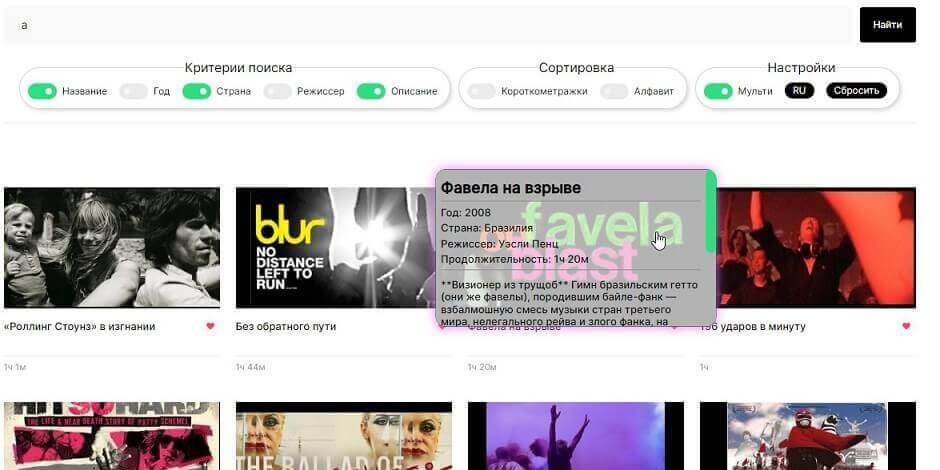 а
Найти
Критерии поиска
Сортировка
Настройки
Название
Год
Страна
Режиссер
Описание
Короткометражки
Алфавит
Мульти
RU
Сбросить
blur
NO
DISTANCE
LEFT TO
RUN
Фавела на взрыве
Год: 2008
Страна: Бразилия
Режиссер: Уэсли Пенц
Продолжительность: 1ч 20м
favela
on
blast
**Визионер из трущоб** Гимн бразильским гетто
(они же фавелы), породившим байле-фанк —
взбалмошную смесь музыки стран третьего
мира, нелегального рейва и злого фанка, на
«Роллинг Стоунз» в изгнании
Без обратного пути
Фавела на взрыве
196 ударов в минуту
1ч 1м
1ч 44м
1ч 20м
1ч
HIT SO HARD
THE LIFE & NEAR DEATH STORY OF PATTY SCHEMEL
THE BALLAD OF